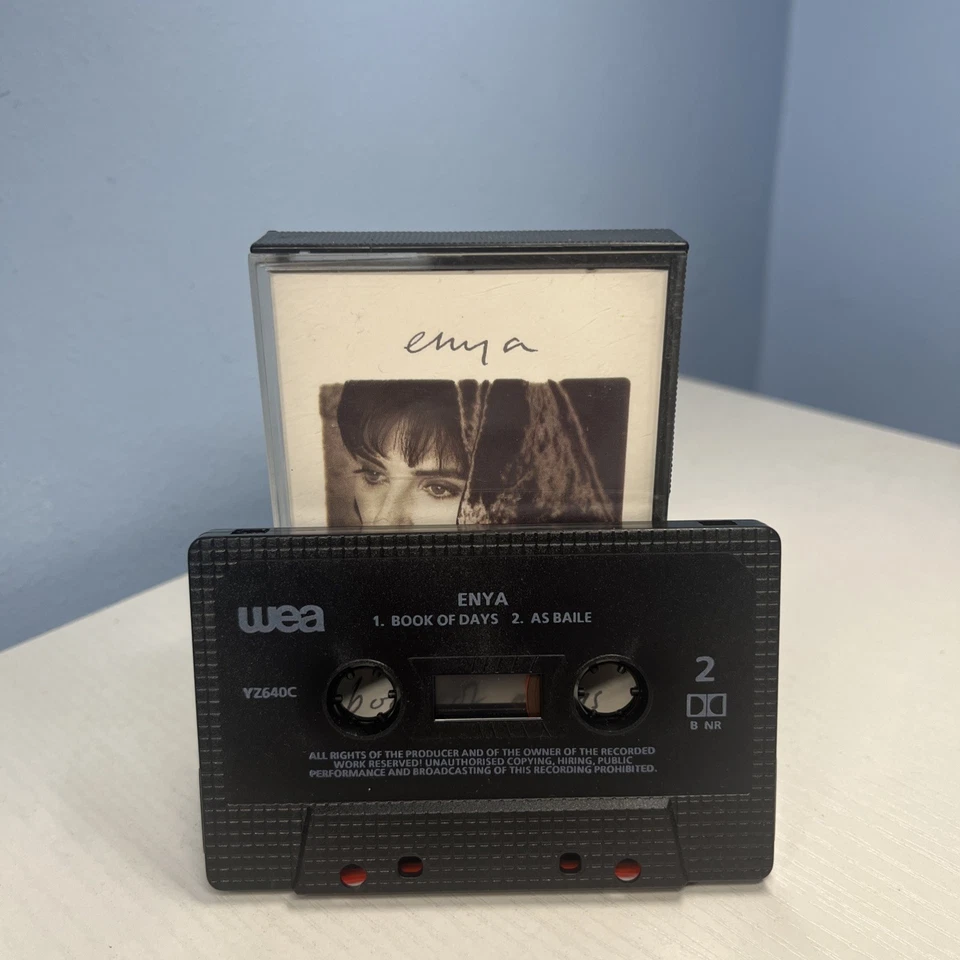 enya
wea
ENYA
1. BOOK OF DAYS 2. AS BAILE
YZ640C
2
B NR
ALL RIGHTS OF THE PRODUCER AND OF THE OWNER OF THE RECORDED
WORK RESERVED! UNAUTHORISED COPYING, HIRING, PUBLIC
PERFORMANCE AND BROADCASTING OF THIS RECORDING PROHIBITED.